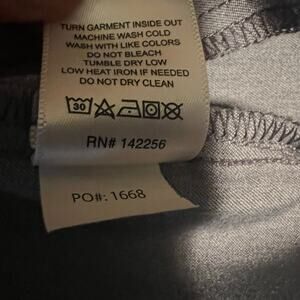 TURN GARMENT INSIDE OUT
MACHINE WASH COLD
WASH WITH LIKE COLORS
DO NOT BLEACH
TUMBLE DRY LOW
LOW HEAT IRON IF NEEDED
DO NOT DRY CLEAN
30
RN# 142256
PO#: 1668